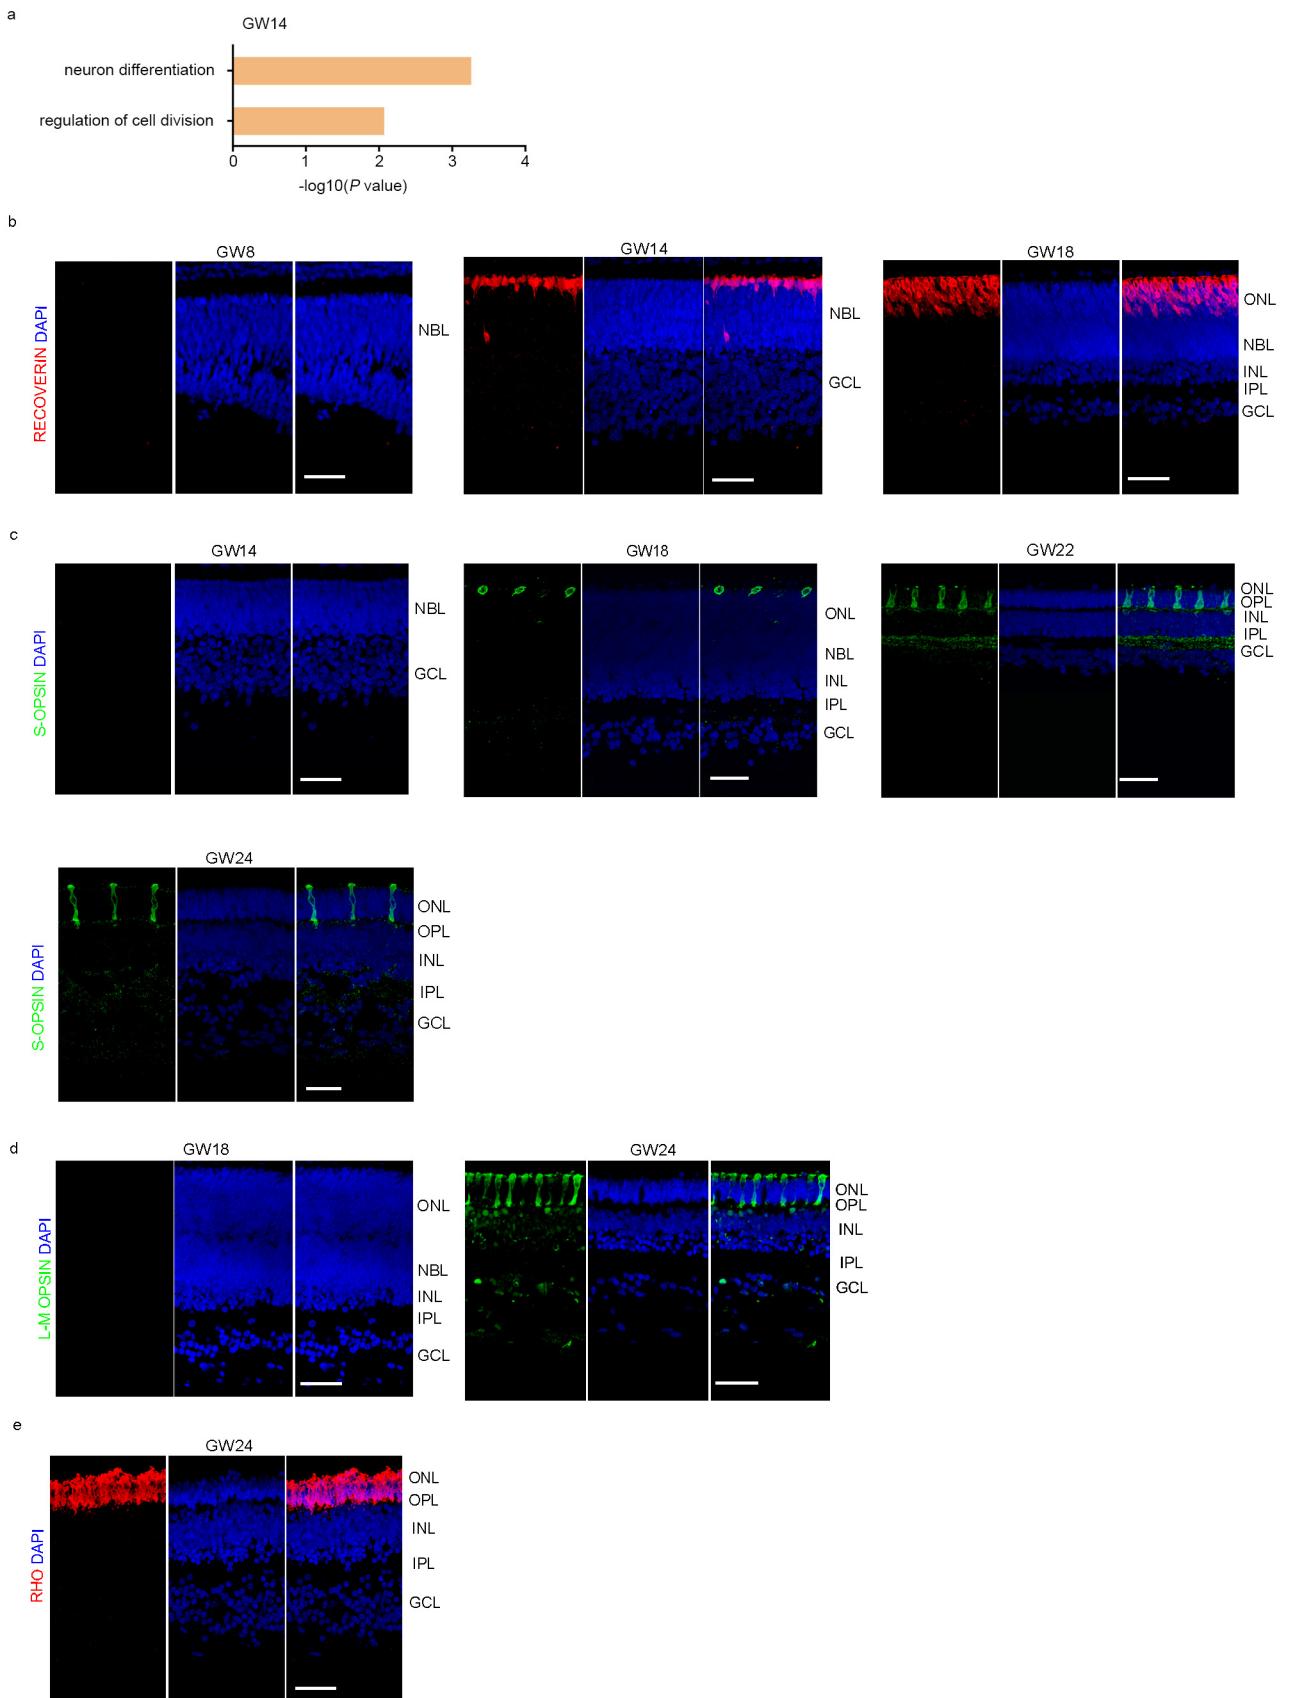 a
GW14
neuron differentiation
regulation of cell division
0 1 2 3 4
-log10(P value)
b
GW8
GW14
GW18
RECOVERIN DAPI
NBL
NBL
GCL
ONL
NBL
INL
IPL
GCL
c
GW14
GW18
GW22
S-OPSIN DAPI
NBL
GCL
ONL
NBL
INL
IPL
GCL
ONL
OPL
INL
IPL
GCL
GW24
S-OPSIN DAPI
ONL
OPL
INL
IPL
GCL
d
GW18
GW24
L-M OPSIN DAPI
ONL
NBL
INL
IPL
GCL
ONL
OPL
INL
IPL
GCL
e
GW24
RHO DAPI
ONL
OPL
INL
IPL
GCL